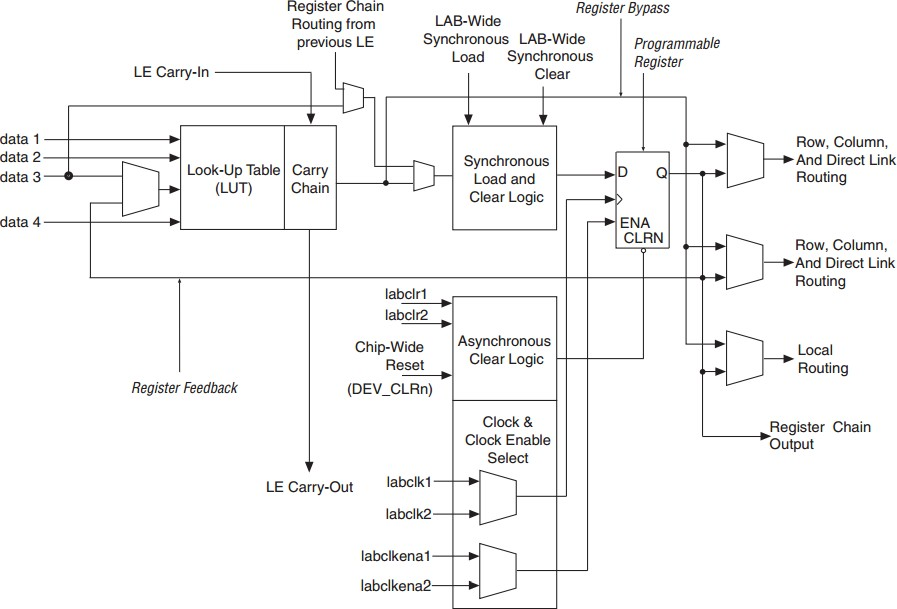 Register Chain
Routing from
previous LE
LAB-Wide
Synchronous
Load
LAB-Wide
Synchronous
Clear
Register Bypass
Programmable
Register
LE Carry-In
data 1
data 2
data 3
data 4
Look-Up Table
(LUT)
Carry
Chain
Synchronous
Load and
Clear Logic
D
Q
ENA
CLRN
Row, Column,
And Direct Link
Routing
Row, Column,
And Direct Link
Routing
Local
Routing
Register Chain
Output
Register Feedback
labclr1
labclr2
Chip-Wide
Reset
(DEV_CLRn)
Asynchronous
Clear Logic
Clock &
Clock Enable
Select
LE Carry-Out
labclk1
labclk2
labclkena1
labclkena2